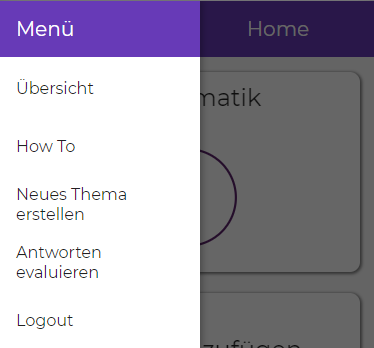 Menü
Home
Übersicht
matik
How To
Neues Thema
erstellen
Antworten
evaluieren
Logout
zufügen